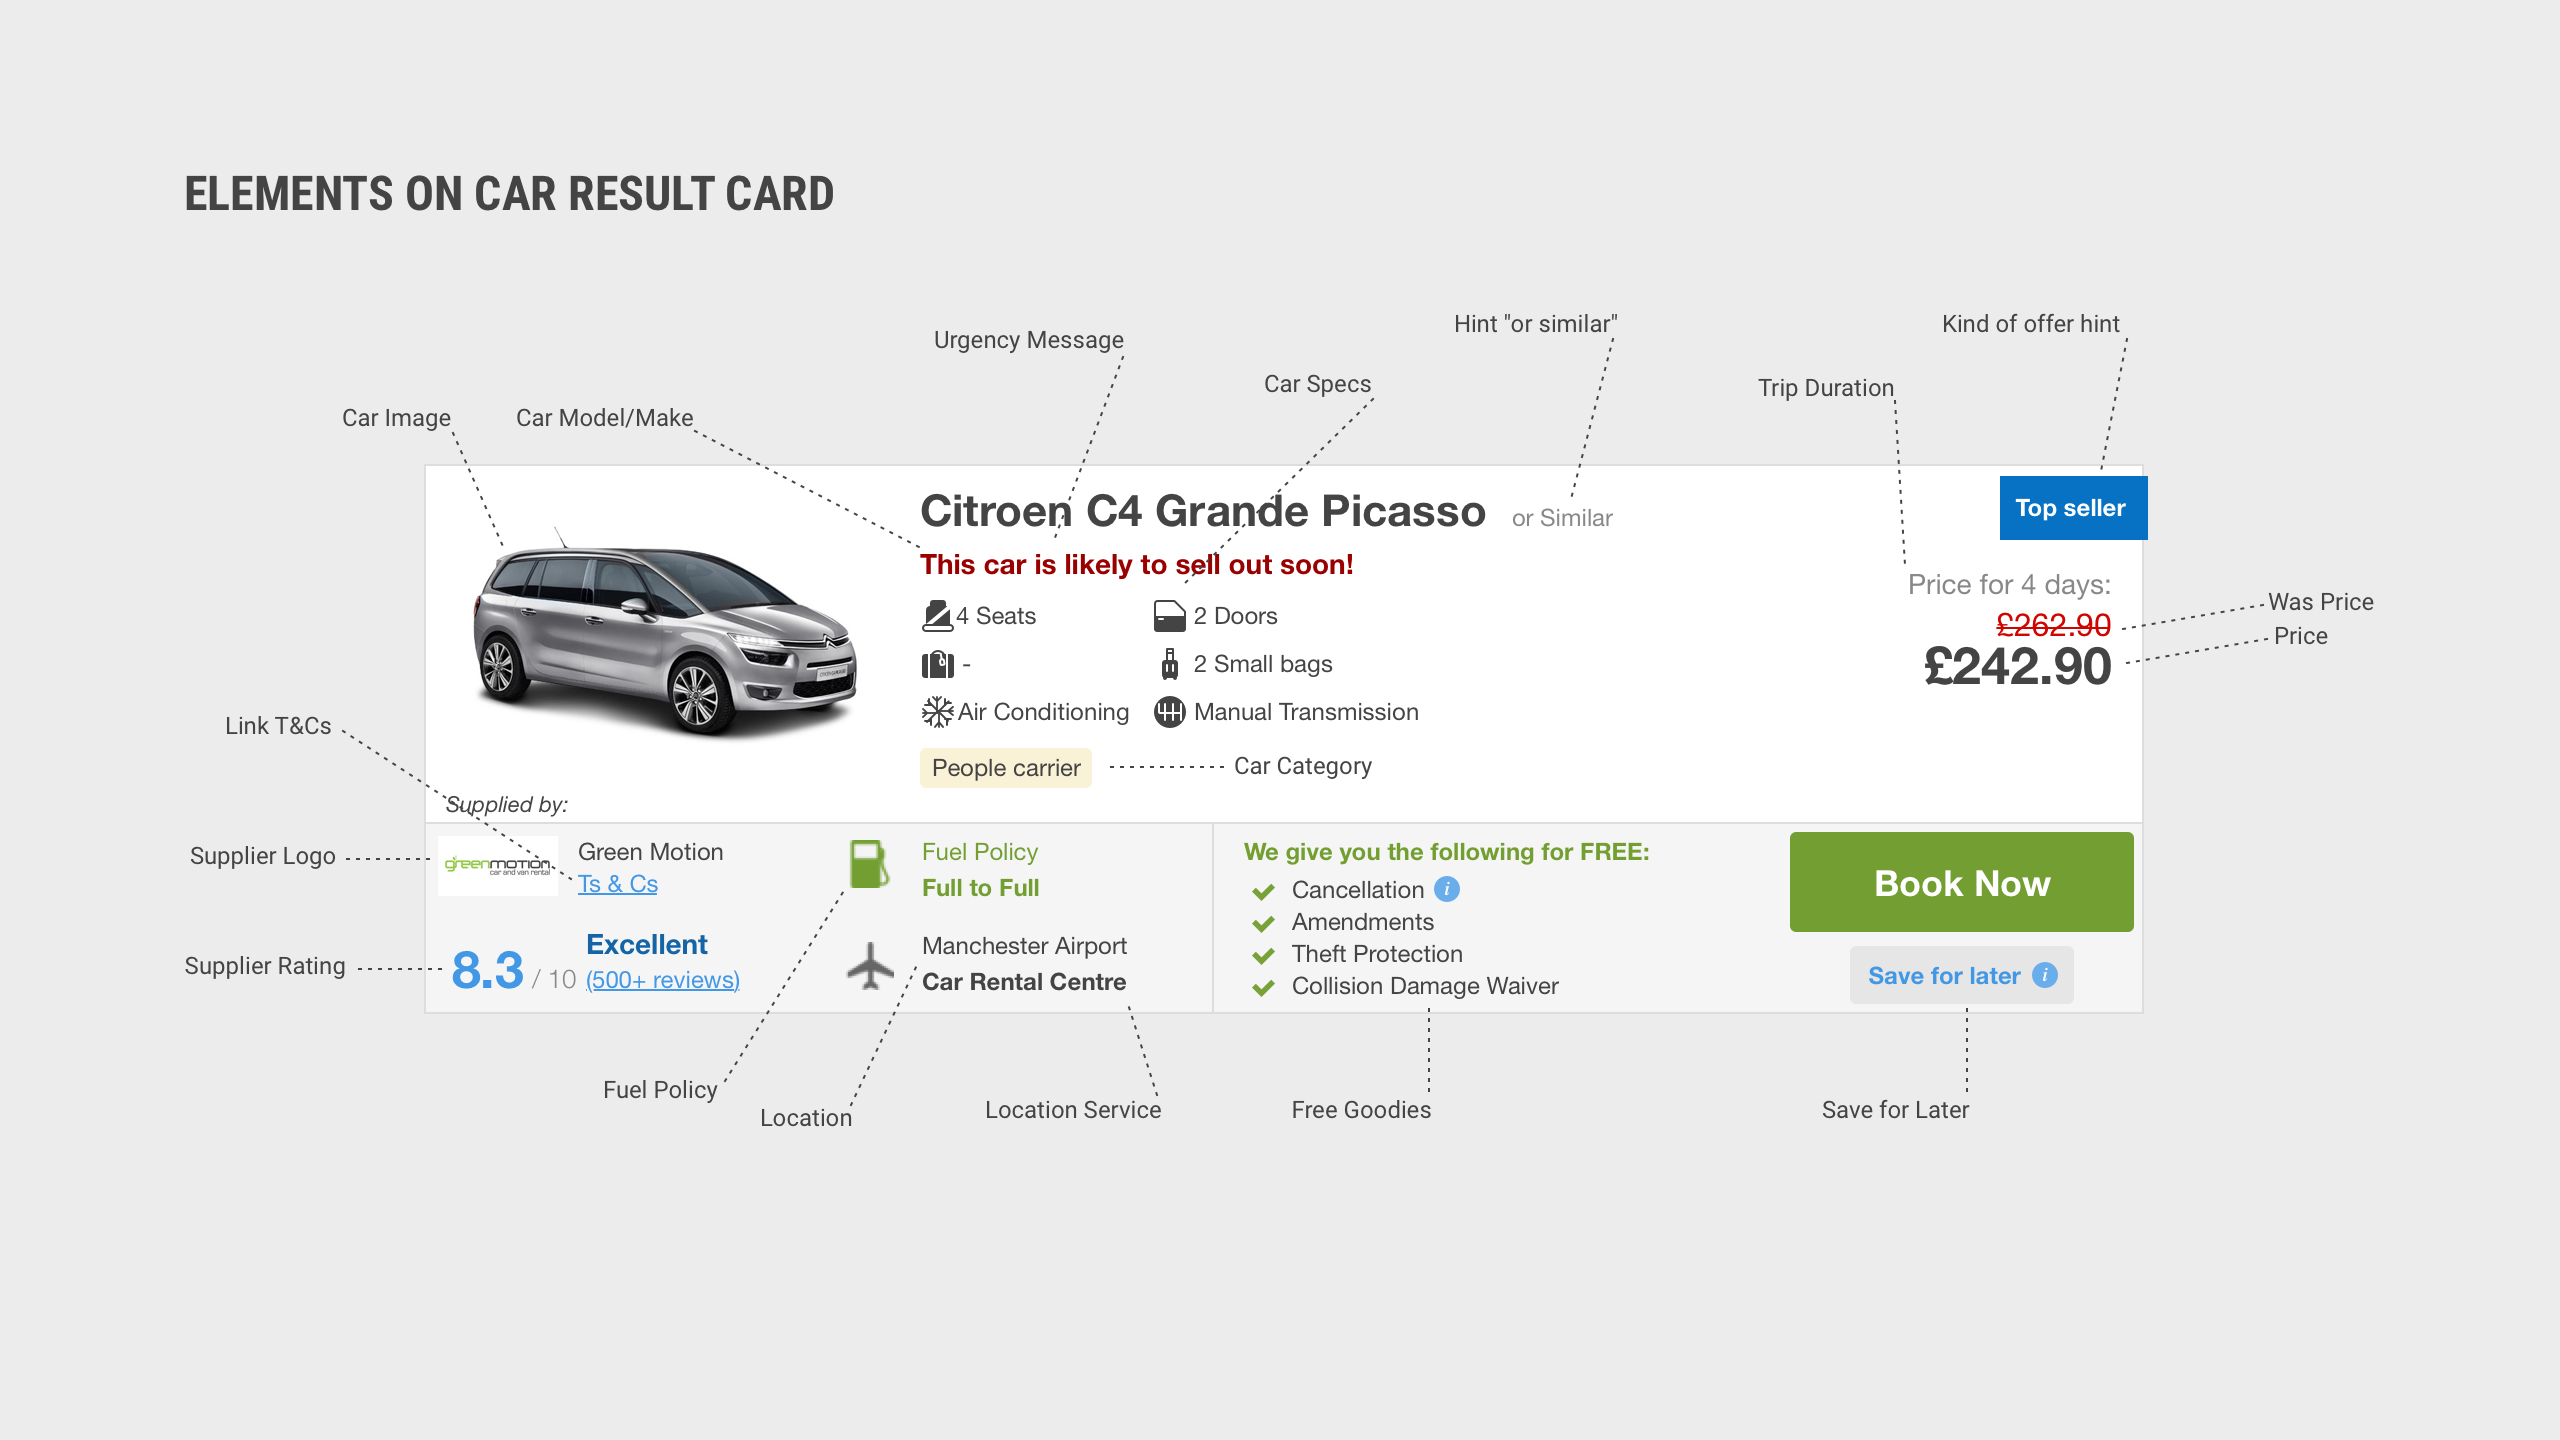 ELEMENTS ON CAR RESULT CARD
Hint "or similar"
Kind of offer hint
Urgency Message
Car Specs
Trip Duration
Car Image
Car Model/Make
Citroen C4 Grande Picasso
or Similar
Top seller
This car is likely to sell out soon!
Price for 4 days:
Was Price
£262.90
Price
£242.90
4 Seats
2 Doors
-
2 Small bags
Air Conditioning
Manual Transmission
Link T&Cs
People carrier
Car Category
Supplied by:
Supplier Logo
greenmotion
car and van rental
Green Motion
Ts & Cs
Fuel Policy
Full to Full
We give you the following for FREE:
Cancellation i
Amendments
Theft Protection
Collision Damage Waiver
Book Now
Save for later i
Supplier Rating
8.3 / 10
Excellent
(500+ reviews)
Manchester Airport
Car Rental Centre
Fuel Policy
Location
Location Service
Free Goodies
Save for Later